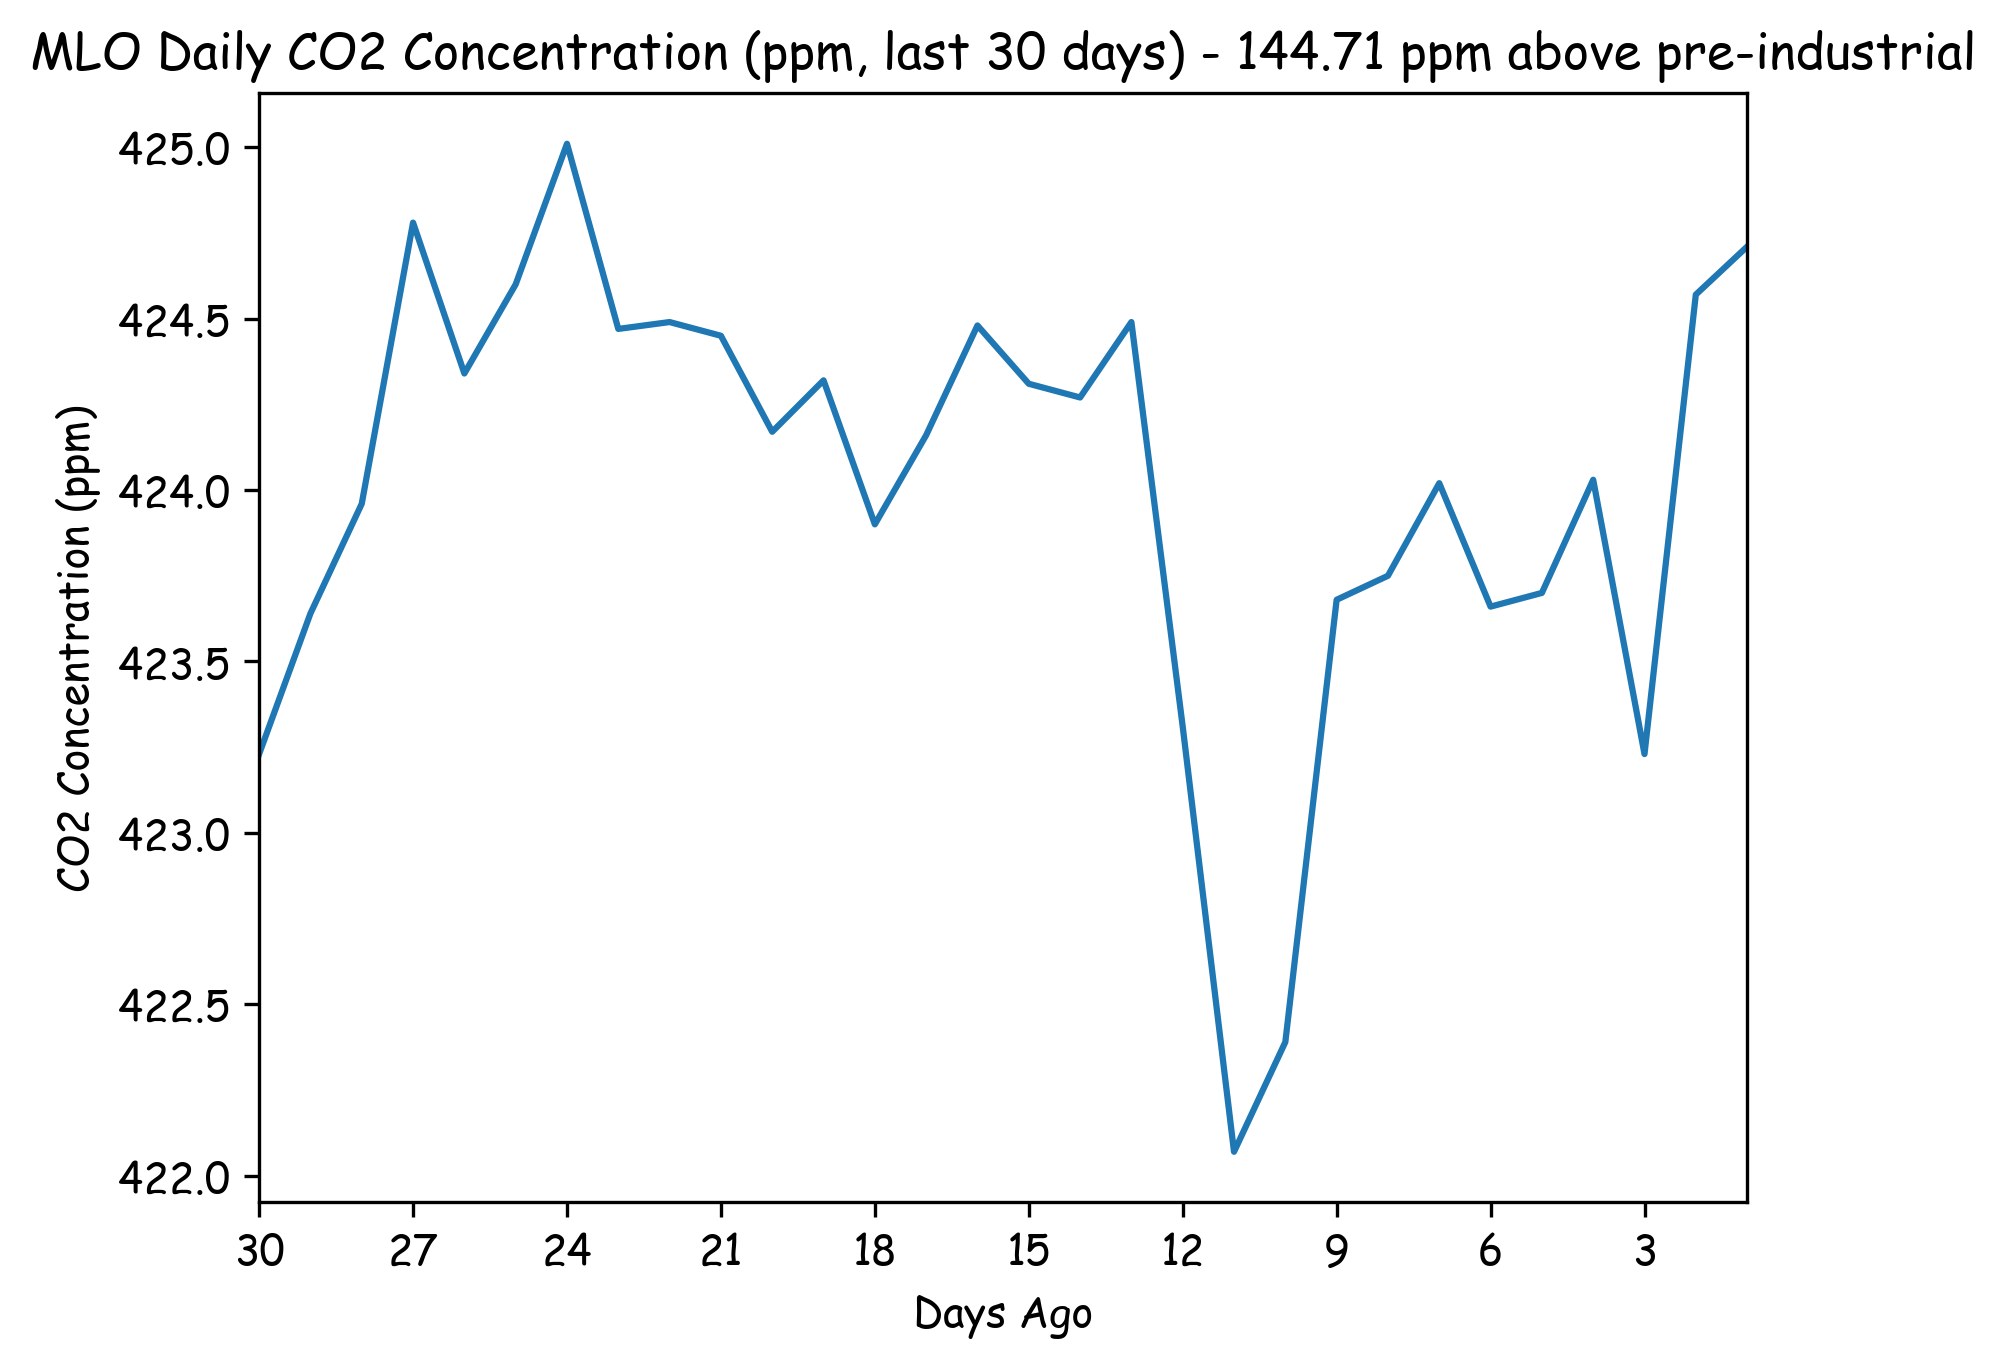 MLO Daily CO2 Concentration (ppm, last 30 days) - 144.71 ppm above pre-industrial
CO2 Concentration (ppm)
425.0
424.5
424.0
423.5
423.0
422.5
422.0
30 27 24 21 18 15 12 9 6 3
Days Ago